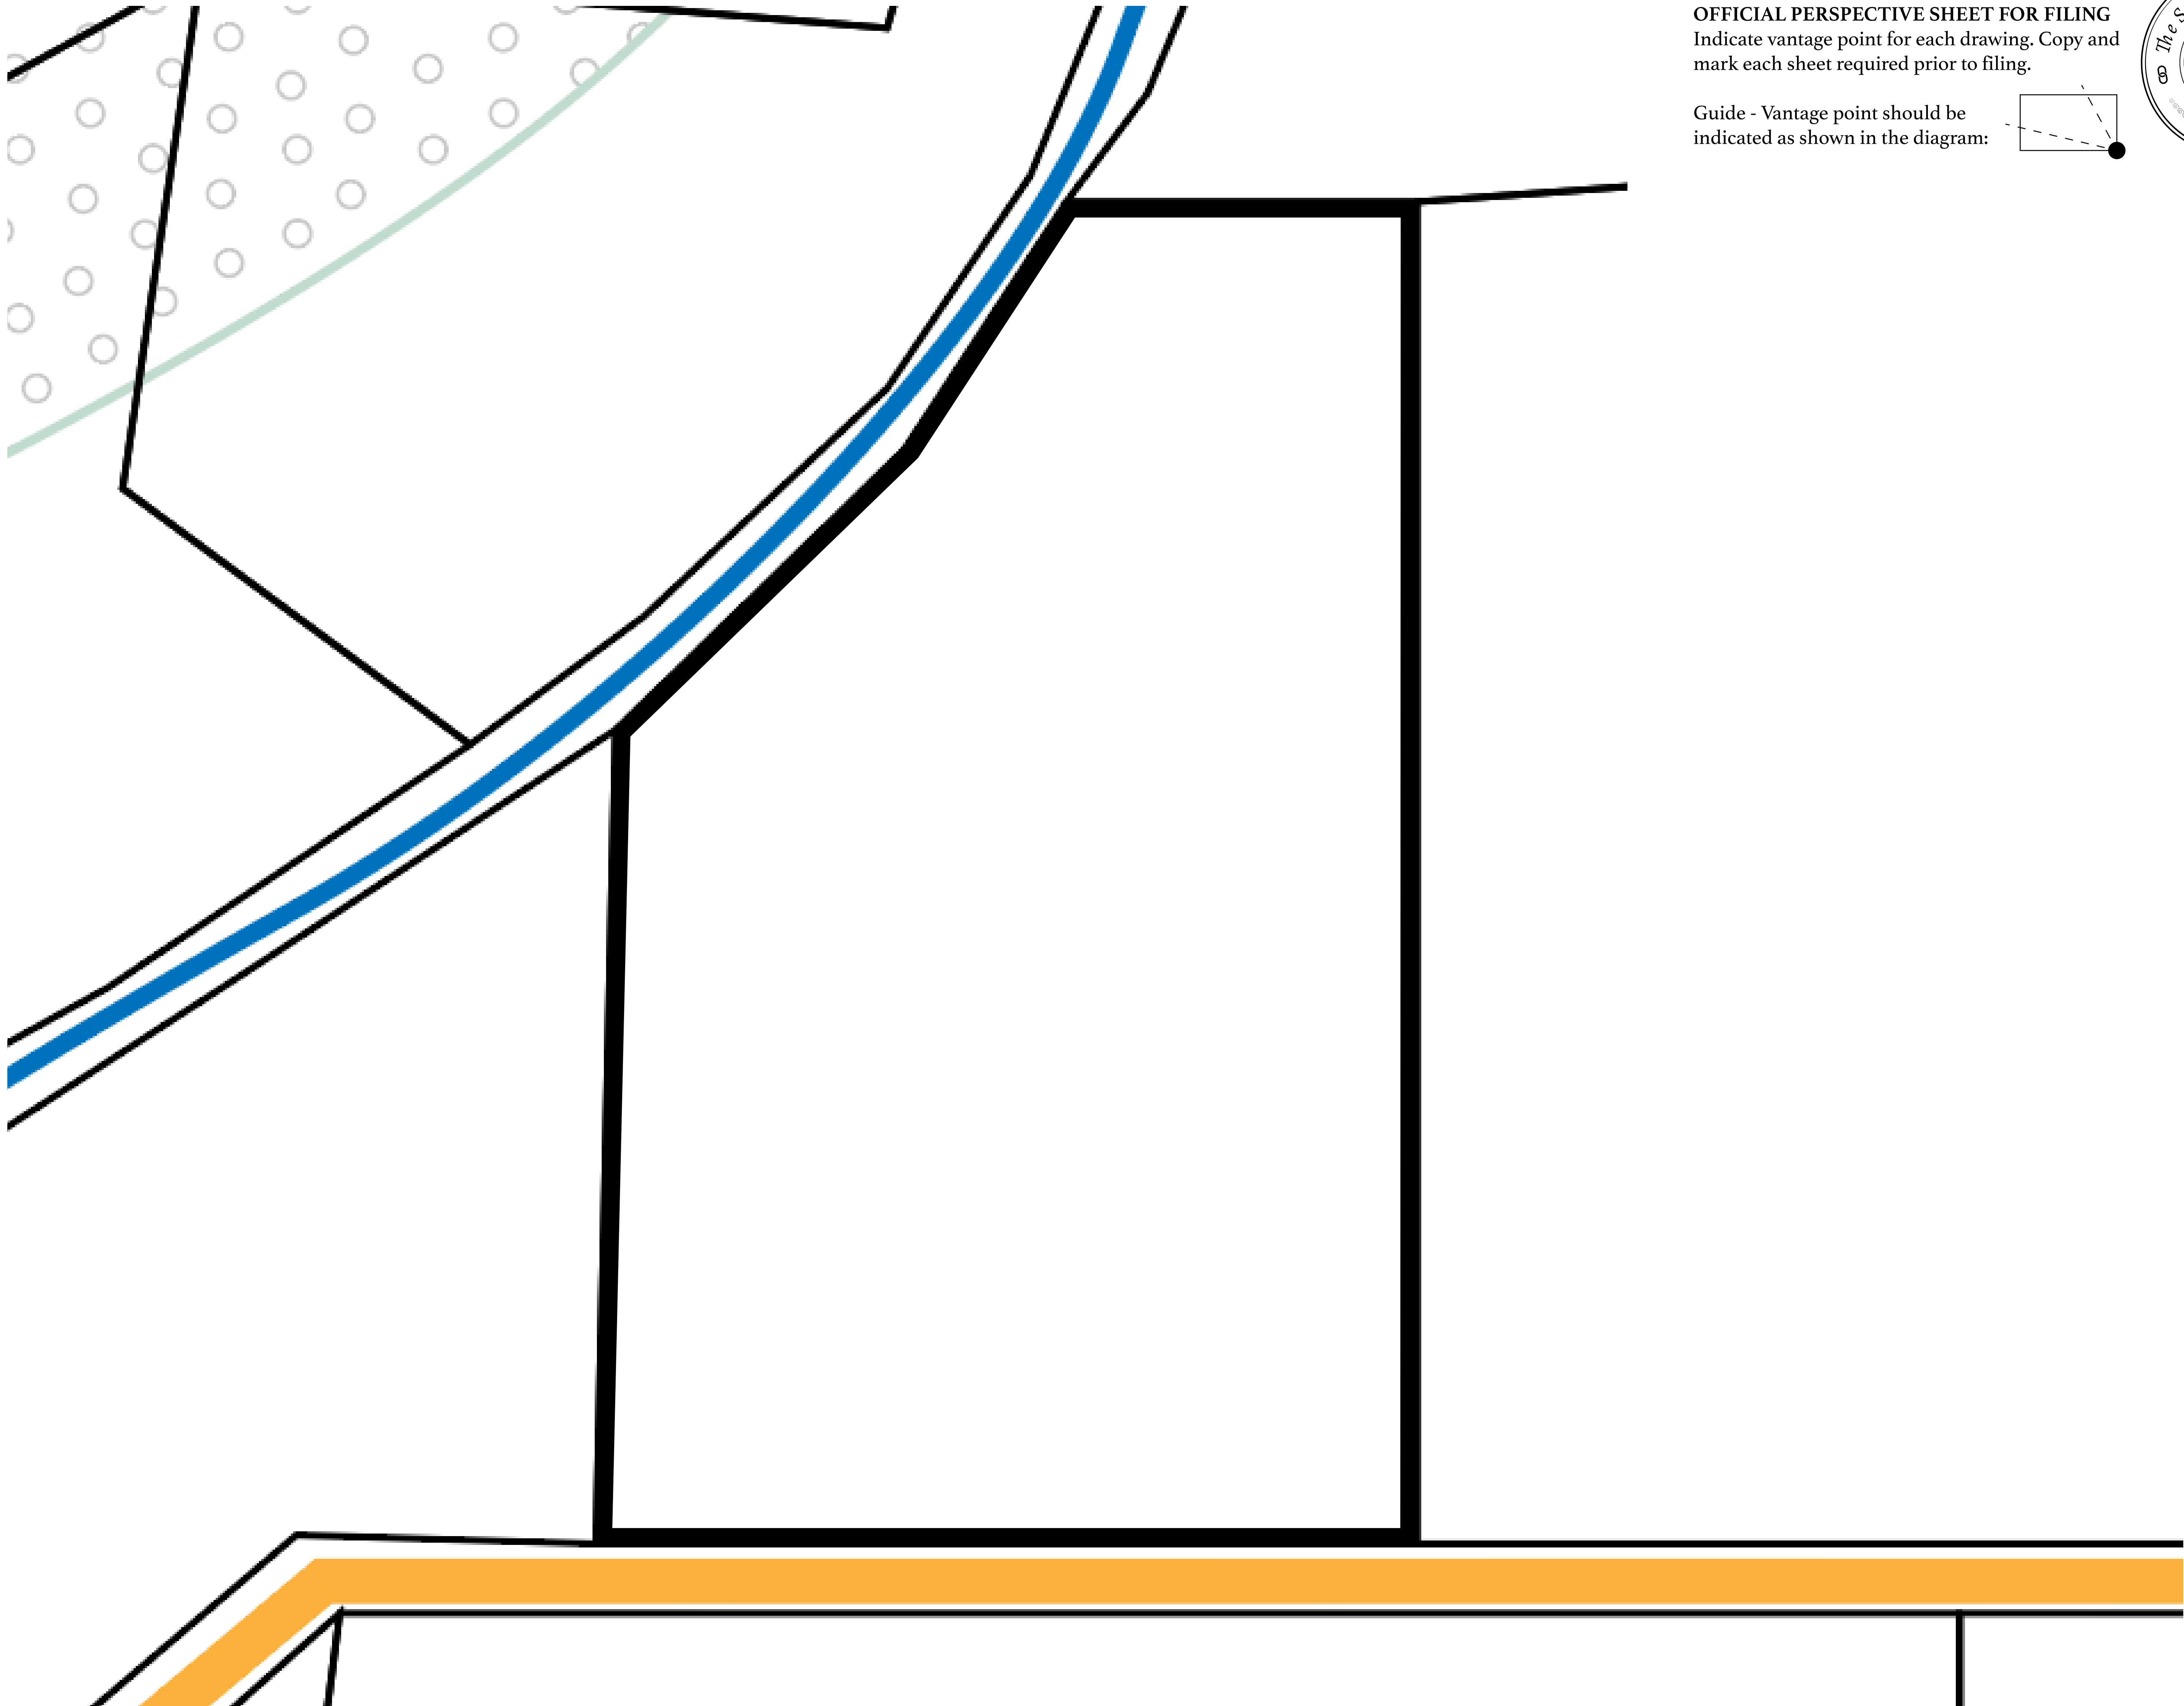 OFFICIAL PERSPECTIVE SHEET FOR FILING
Indicate vantage point for each drawing. Copy and
mark each sheet required prior to filing.
Guide - Vantage point should be
indicated as shown in the diagram:
The